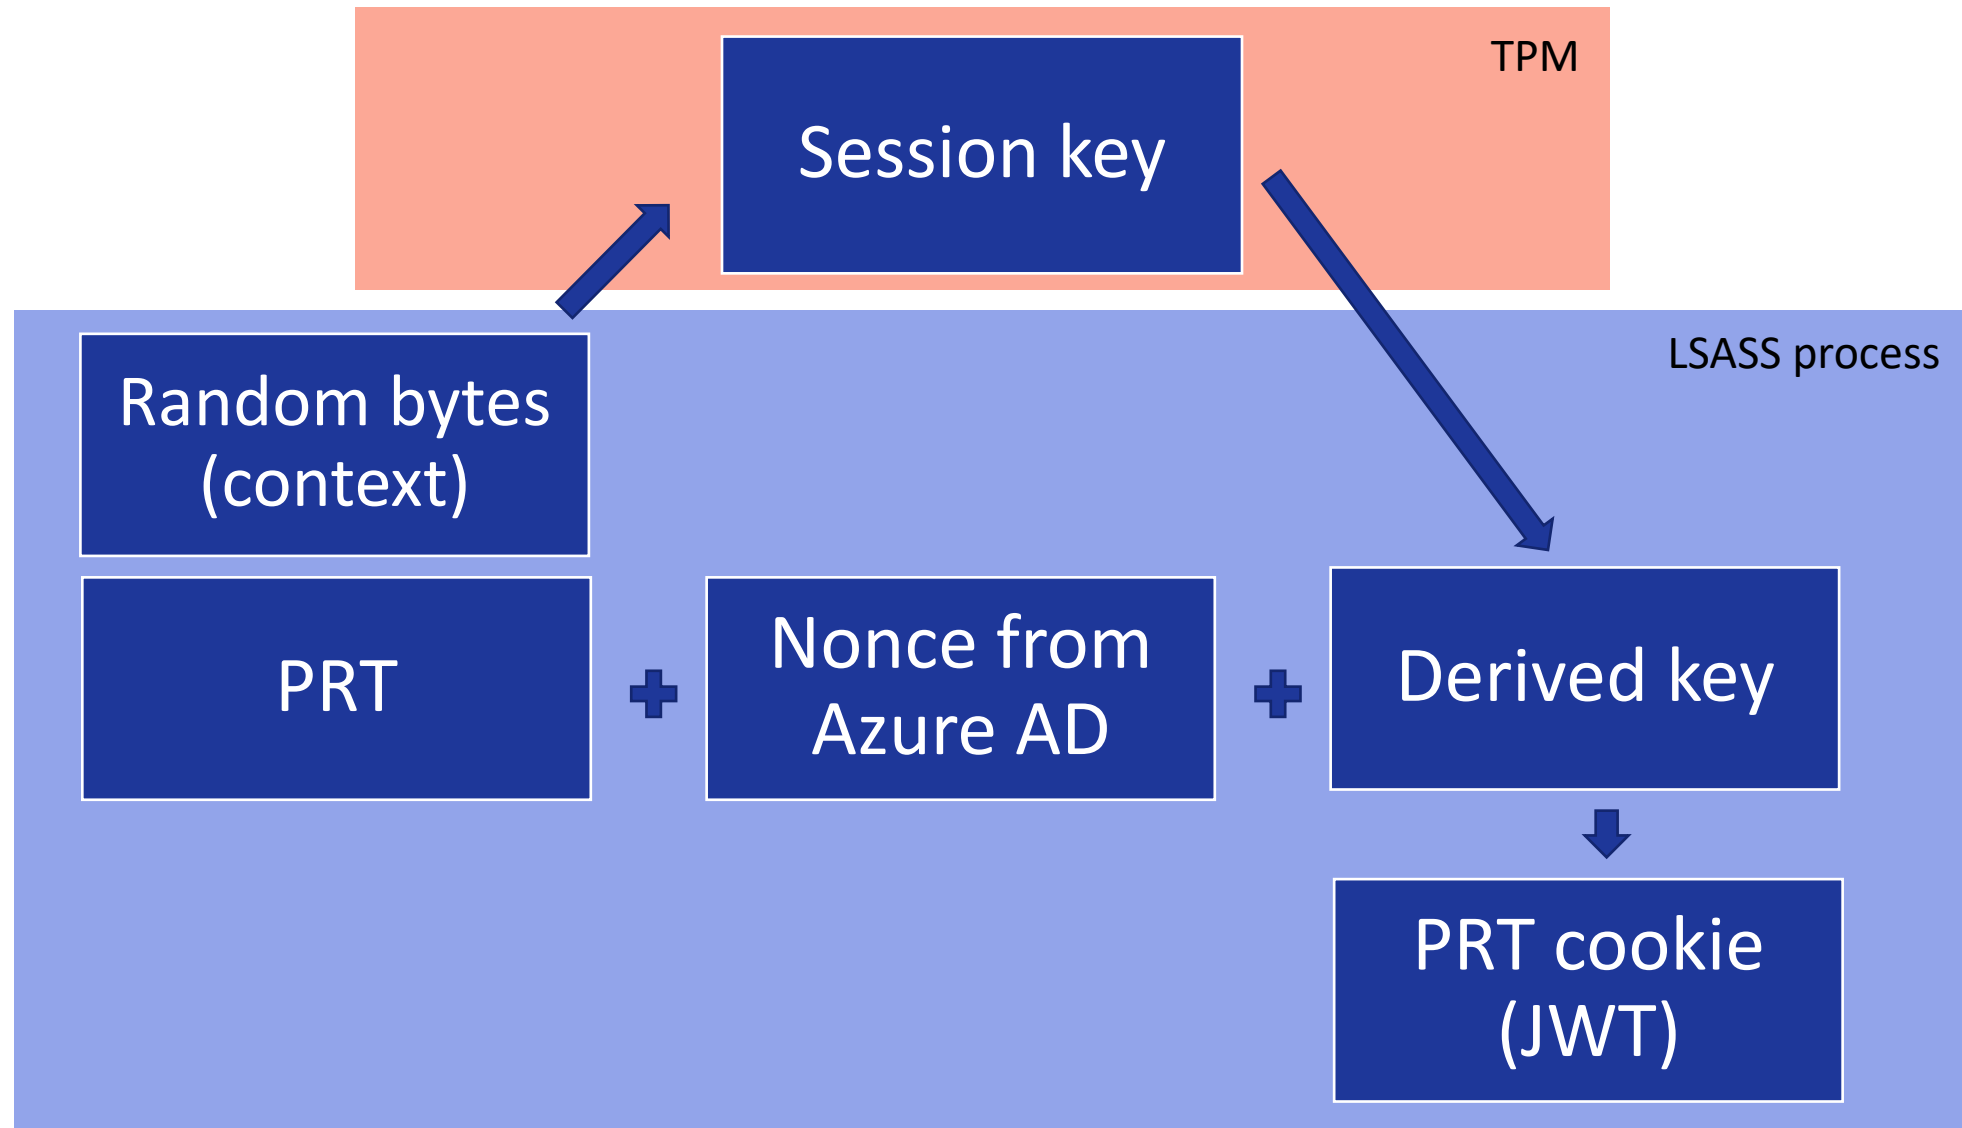 TPM
Session key
LSASS process
Random bytes
(context)
PRT
Nonce from
Azure AD
Derived key
PRT cookie
(JWT)